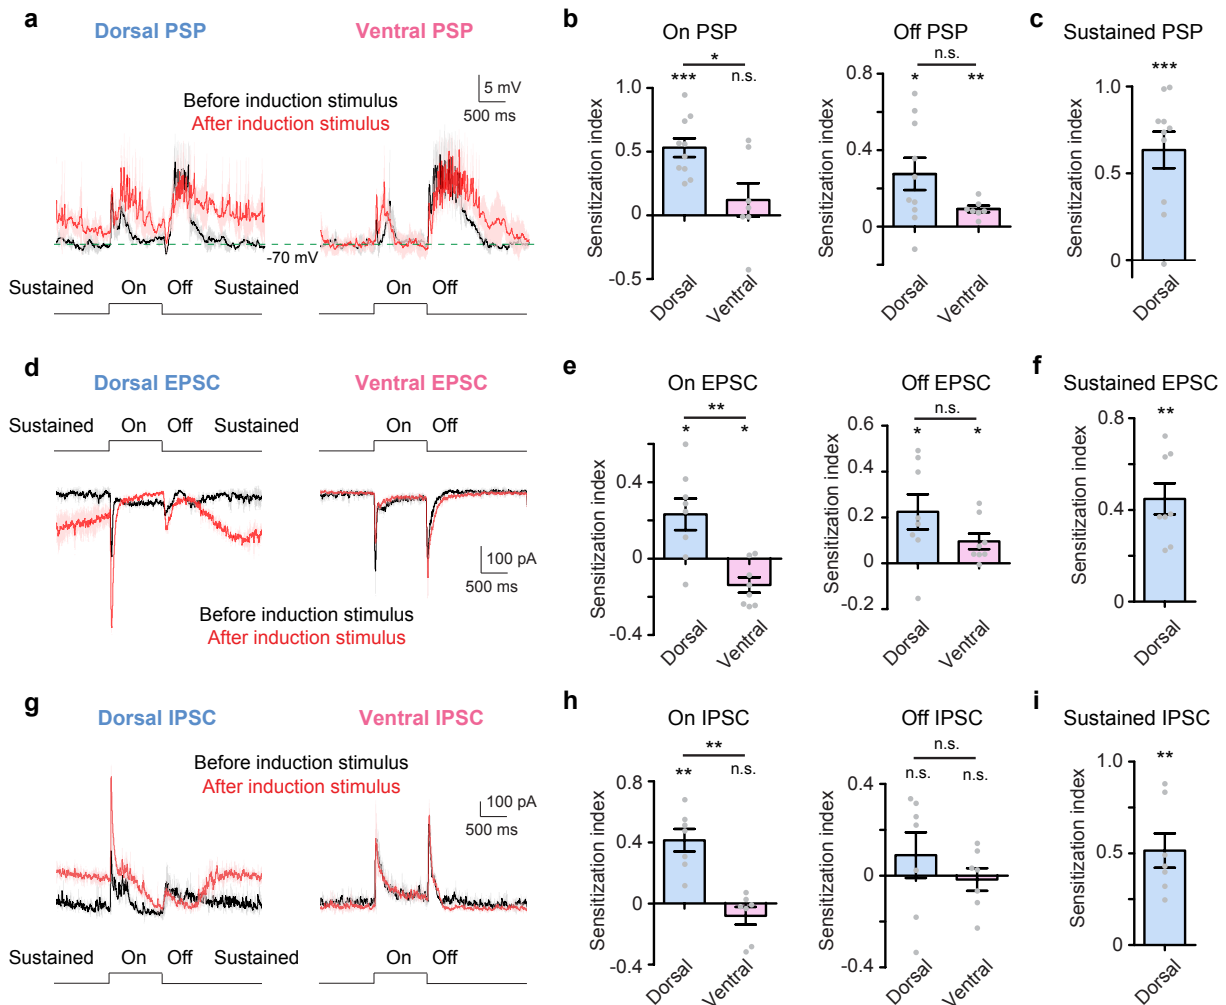 a
Dorsal PSP
Ventral PSP
5 mV
500 ms
Before induction stimulus
After induction stimulus
-70 mV
Sustained On Off Sustained
On Off
b
On PSP
*
*** n.s.
Sensitization index
1.0
0.5
0
-0.5
Dorsal
Ventral
Off PSP
n.s.
* **
Sensitization index
0.8
0.4
0
Dorsal
Ventral
c
Sustained PSP
***
Sensitization index
1.0
0.5
0
Dorsal
d
Dorsal EPSC
Ventral EPSC
Sustained On Off Sustained
On Off
100 pA
500 ms
Before induction stimulus
After induction stimulus
e
On EPSC
**
* *
Sensitization index
0.4
0
-0.4
Dorsal
Ventral
Off EPSC
n.s.
* *
Sensitization index
0.6
0.4
0.2
0
-0.2
Dorsal
Ventral
f
Sustained EPSC
**
Sensitization index
0.8
0.4
0
Dorsal
g
Dorsal IPSC
Ventral IPSC
Before induction stimulus
After induction stimulus
100 pA
500 ms
Sustained On Off Sustained
On Off
h
On IPSC
**
** n.s.
Sensitization index
0.8
0.4
0
-0.4
Dorsal
Ventral
Off IPSC
n.s.
n.s. n.s.
Sensitization index
0.4
0
-0.4
Dorsal
Ventral
i
Sustained IPSC
**
Sensitization index
1.0
0.5
0
Dorsal